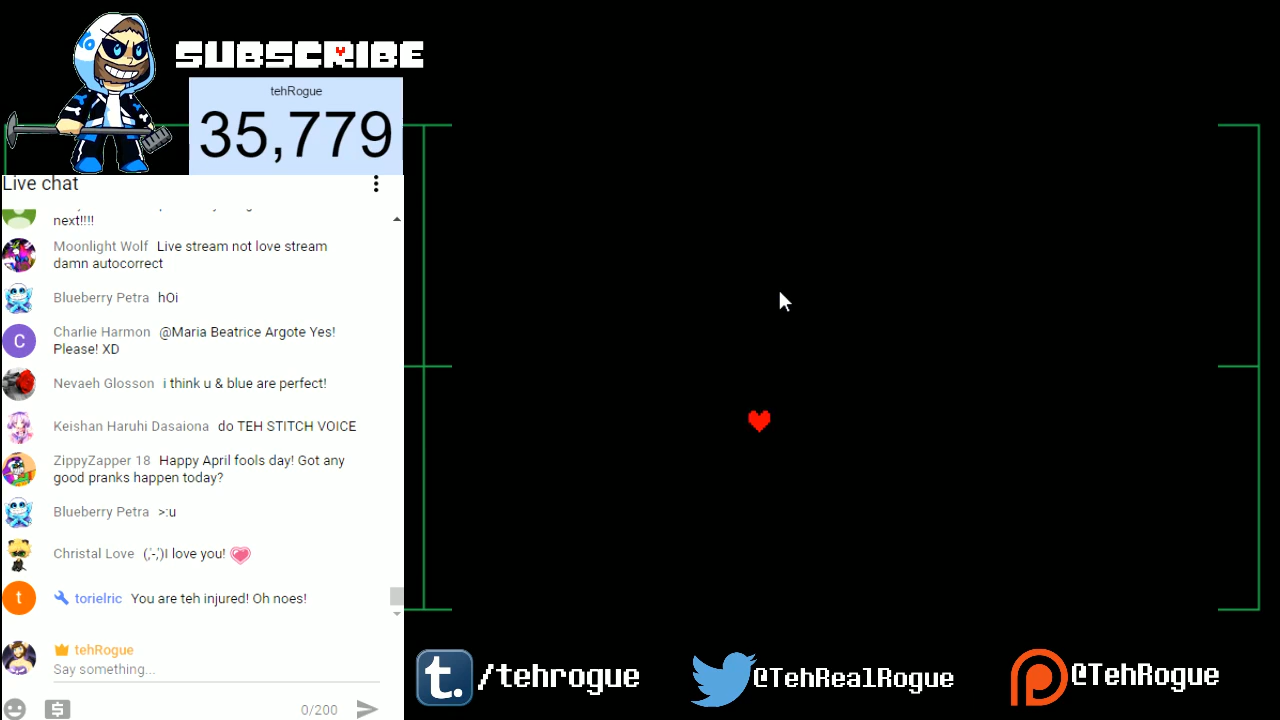 SUBSCRIBE
tehRogue
35,779
Live chat
next!!!!
Moonlight Wolf Live stream not love stream
damn autocorrect
Blueberry Petra hOi
Charlie Harmon @Maria Beatrice Argote Yes!
Please! XD
C
Nevaeh Glosson i think u & blue are perfect!
Keishan Haruhi Dasaiona do TEH STITCH VOICE
ZippyZapper 18 Happy April fools day! Got any
good pranks happen today?
Blueberry Petra >:u
Christal Love (,'-,')I love you!
t torielric You are teh injured! Oh noes!
tehRogue
Say something...
0/200
t. /tehrogue
@TehRealRogue
@TehRogue